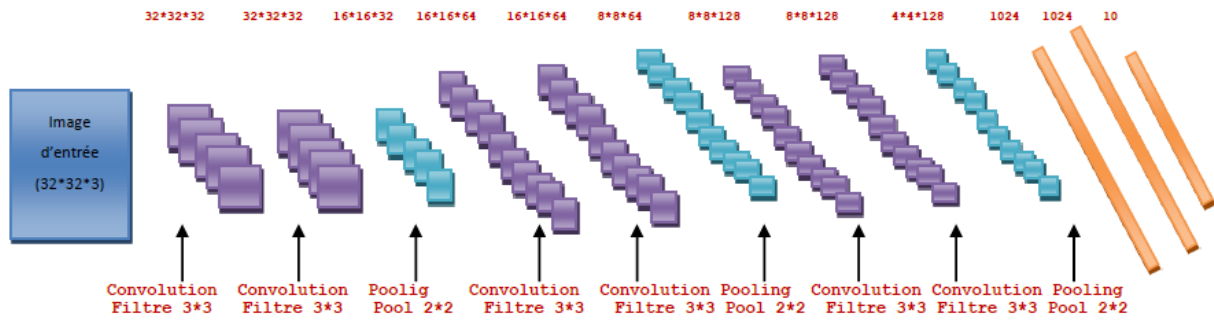 32*32*32 32*32*32 16*16*32 16*16*64 16*16*64 8*8*64 8*8*128 8*8*128 4*4*128 1024 1024 10
Image
d'entrée
(32*32*3)
Convolution Convolution Poolig Convolution Convolution Pooling Convolution Convolution Pooling
Filtre 3*3 Filtre 3*3 Pool 2*2 Filtre 3*3 Filtre 3*3 Pool 2*2 Filtre 3*3 Filtre 3*3 Pool 2*2